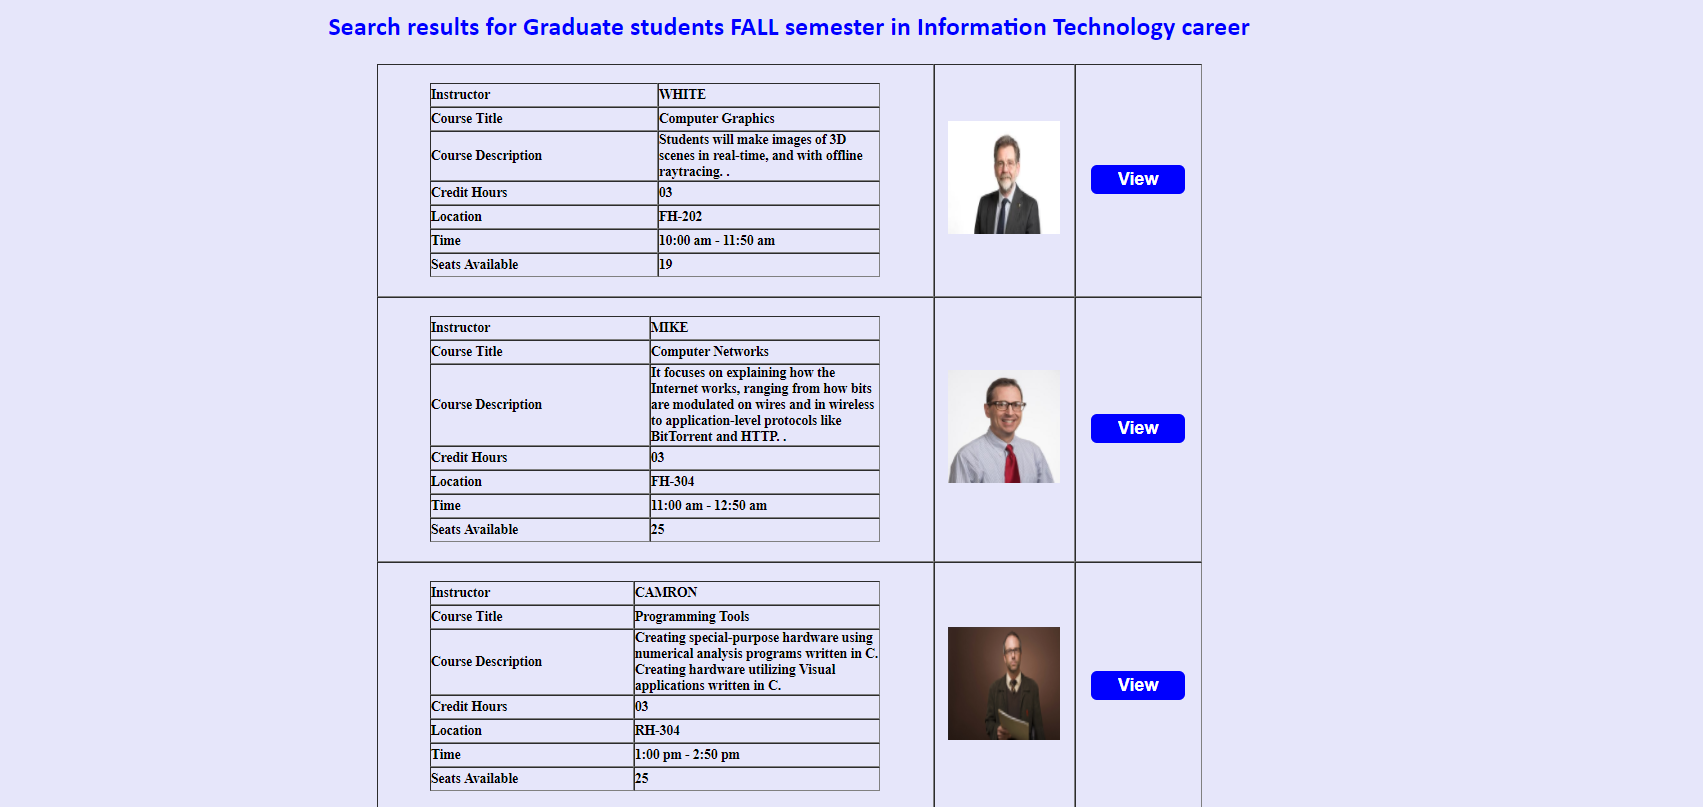 Search results for Graduate students FALL semester in Information Technology career
Instructor WHITE
Course Title Computer Graphics
Course Description Students will make images of 3D
scenes in real-time, and with offline
raytracing. .
Credit Hours 03
Location FH-202
Time 10:00 am - 11:50 am
Seats Available 19
View
Instructor MIKE
Course Title Computer Networks
Course Description It focuses on explaining how the
Internet works, ranging from how bits
are modulated on wires and in wireless
to application-level protocols like
BitTorrent and HTTP. .
Credit Hours 03
Location FH-304
Time 11:00 am - 12:50 am
Seats Available 25
View
Instructor CAMRON
Course Title Programming Tools
Course Description Creating special-purpose hardware using
numerical analysis programs written in C.
Creating hardware utilizing Visual
applications written in C.
Credit Hours 03
Location RH-304
Time 1:00 pm - 2:50 pm
Seats Available 25
View